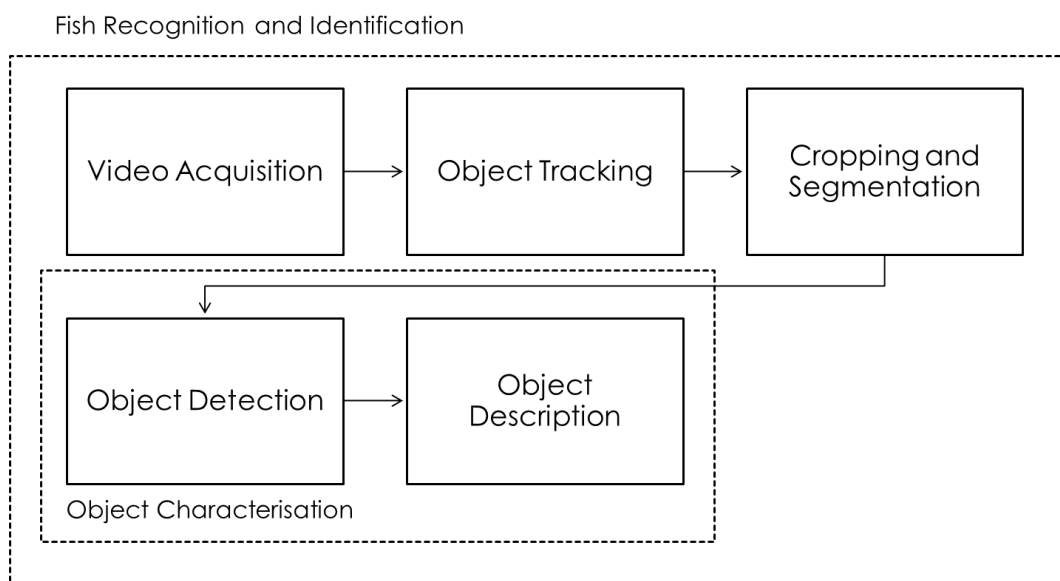 Fish Recognition and Identification
Video Acquisition
Object Tracking
Cropping and
Segmentation
Object Detection
Object
Description
Object Characterisation